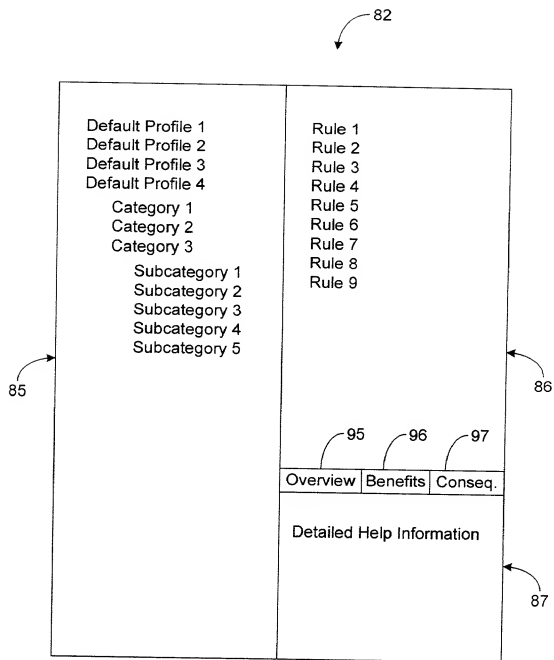 82
Default Profile 1
Default Profile 2
Default Profile 3
Default Profile 4
Category 1
Category 2
Category 3
Subcategory 1
Subcategory 2
Subcategory 3
Subcategory 4
Subcategory 5
85
Rule 1
Rule 2
Rule 3
Rule 4
Rule 5
Rule 6
Rule 7
Rule 8
Rule 9
86
95 96 97
Overview Benefits Conseq.
Detailed Help Information
87